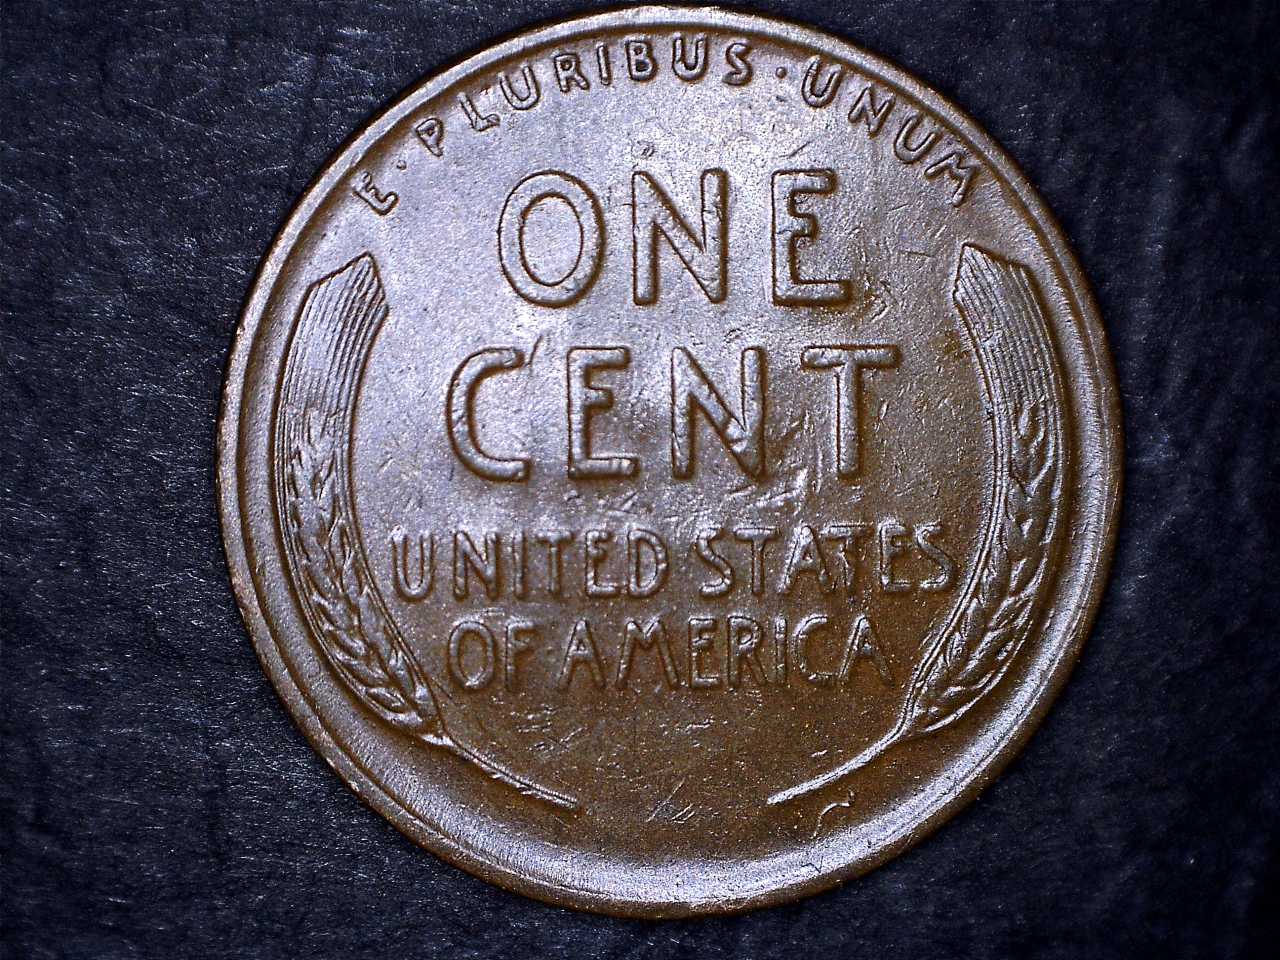 E·PLURIBUS·UNUM
ONE
CENT
UNITED STATES
OF·AMERICA